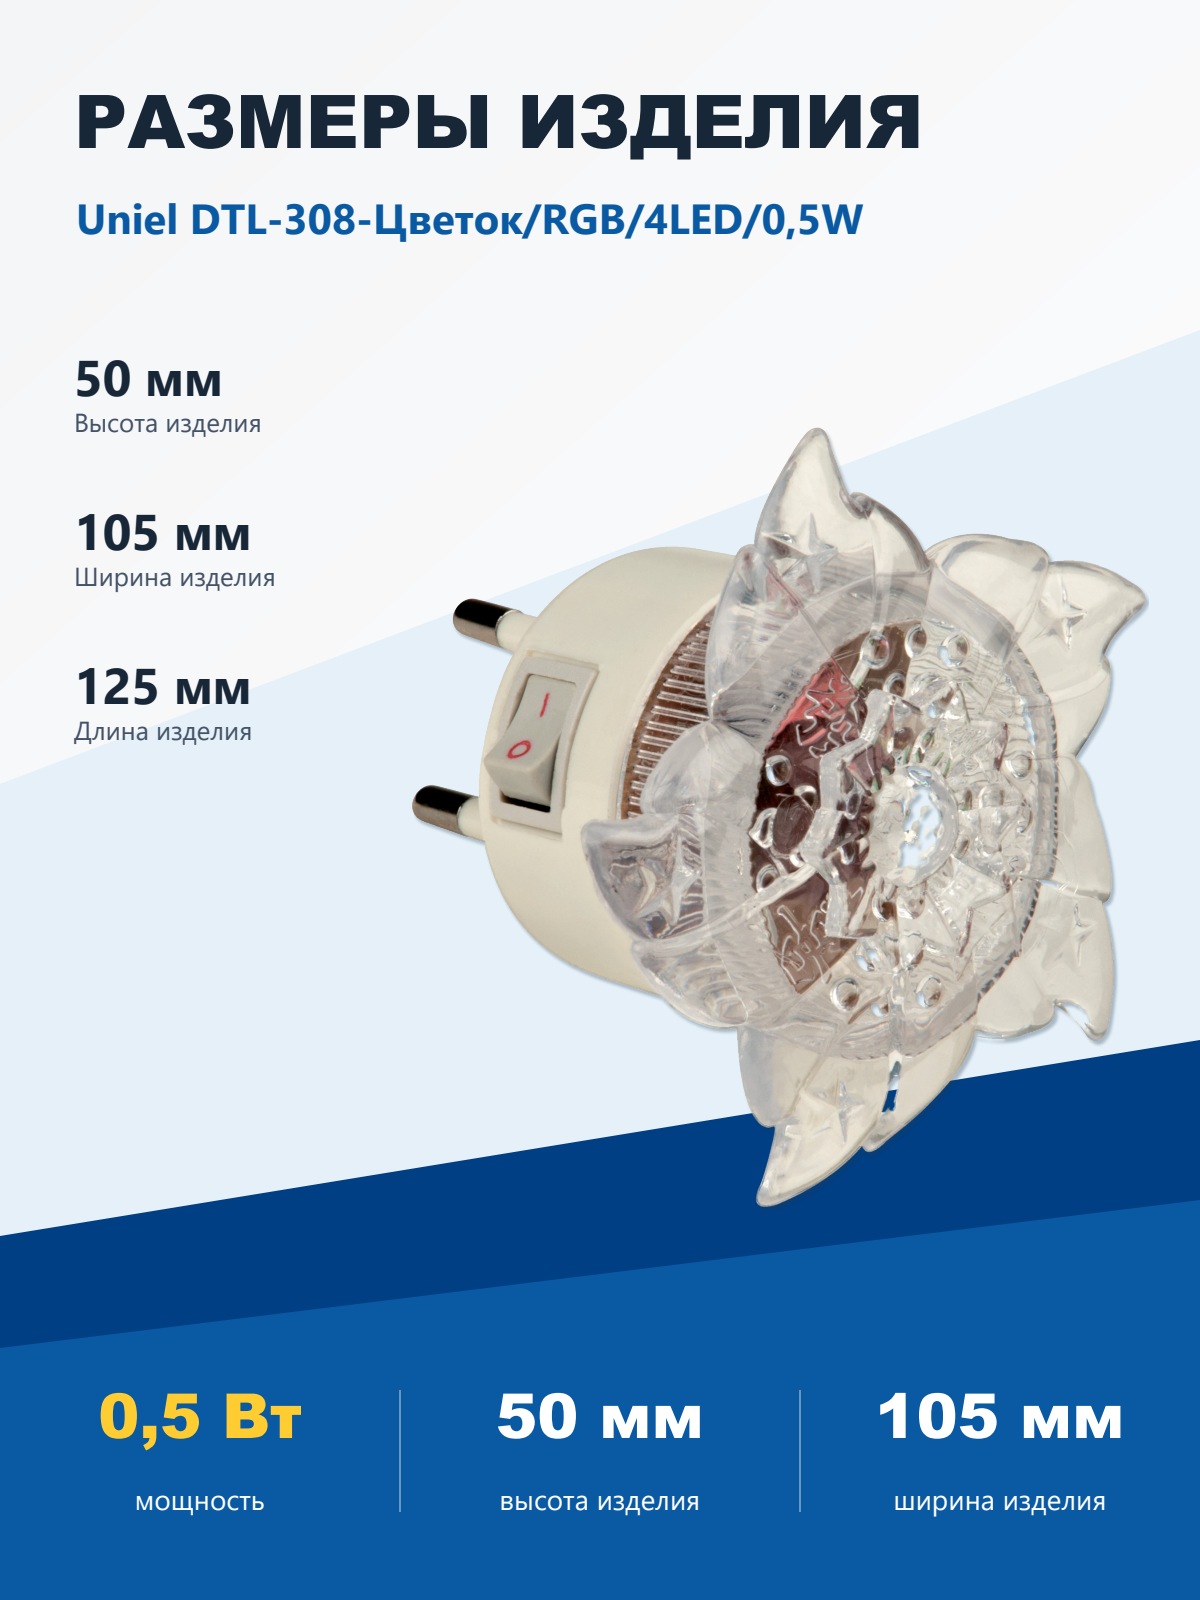 РАЗМЕРЫ ИЗДЕЛИЯ
Uniel DTL-308-Цветок/RGB/4LED/0,5W
50 мм
Высота изделия
105 мм
Ширина изделия
125 мм
Длина изделия
0,5 Вт
мощность
50 мм
высота изделия
105 мм
ширина изделия